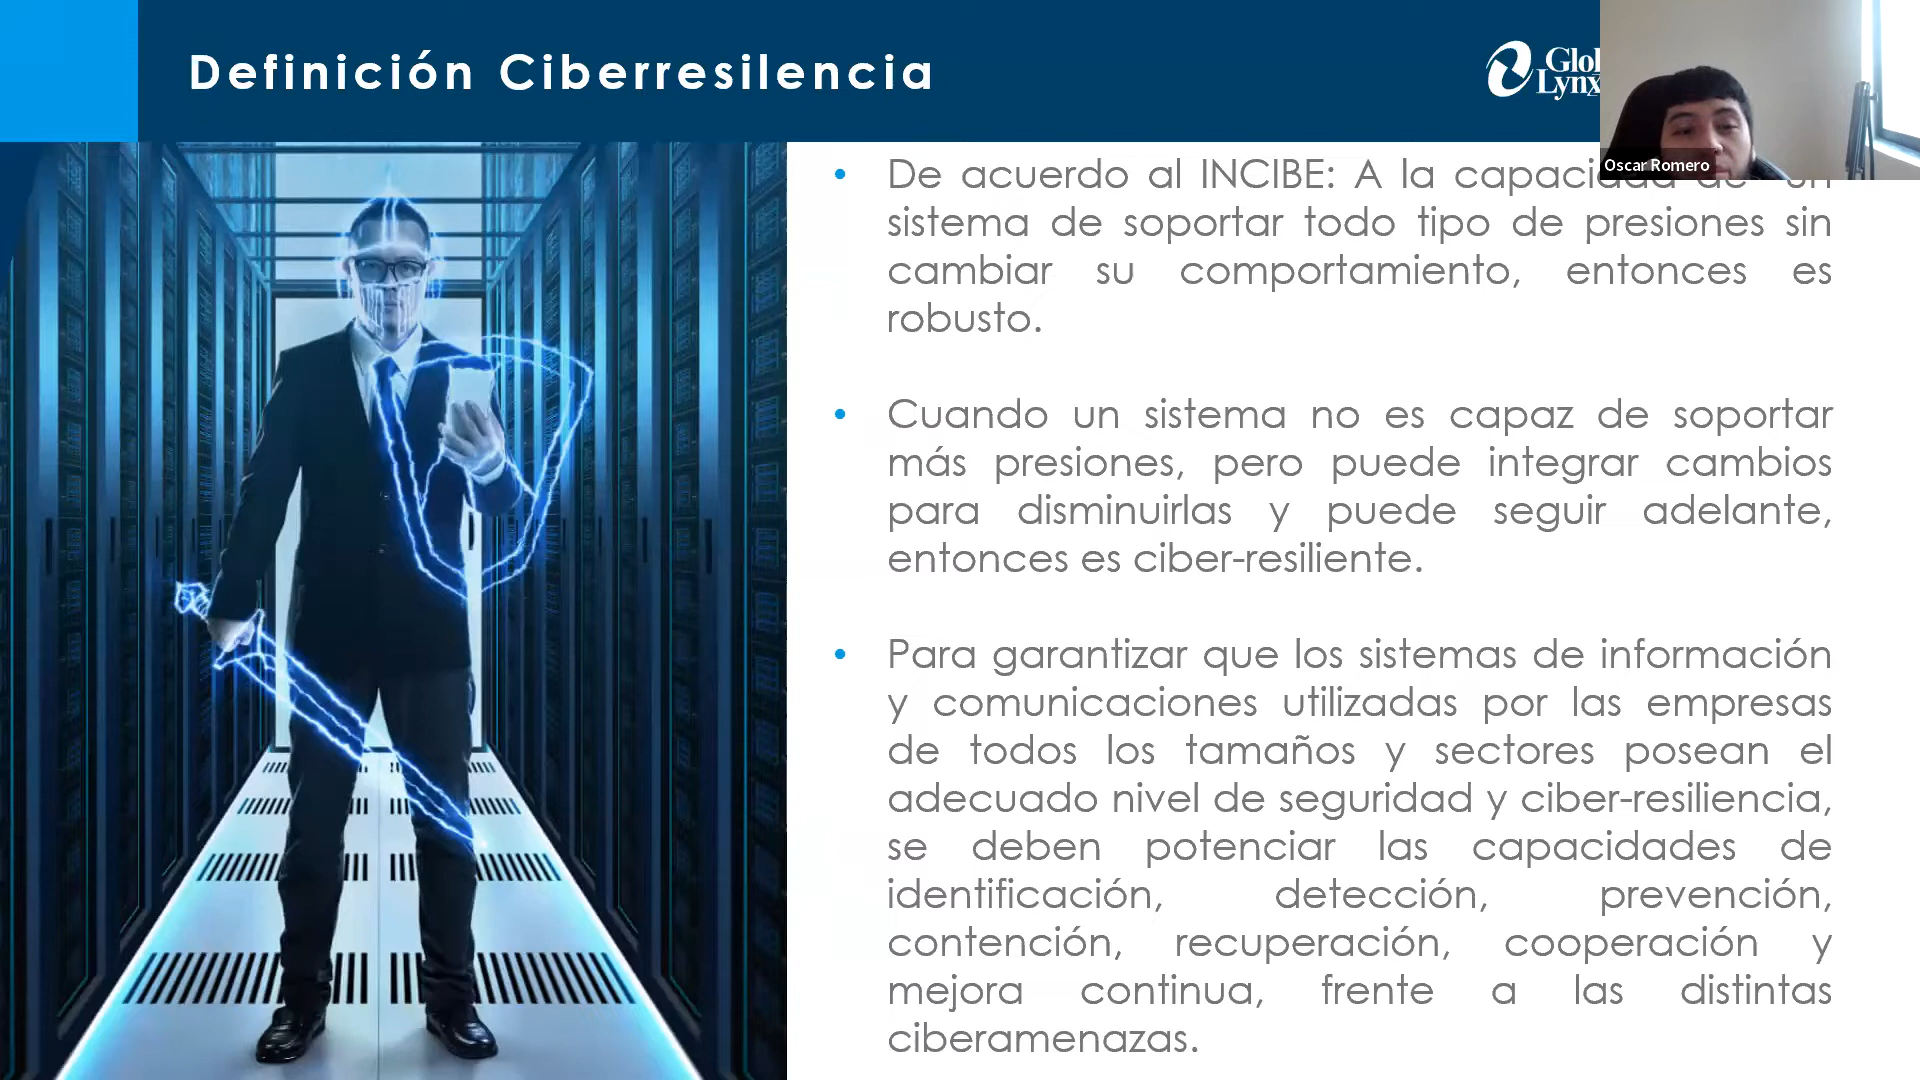 Definición Ciberresilencia
Lynx
Oscar Romero
De acuerdo al INCIBE: A la capacidad de un
sistema de soportar todo tipo de presiones sin
cambiar su comportamiento, entonces es
robusto.
Cuando un sistema no es capaz de soportar
más presiones, pero puede integrar cambios
para disminuirlas y puede seguir adelante,
entonces es ciber-resiliente.
Para garantizar que los sistemas de información
y comunicaciones utilizadas por las empresas
de todos los tamaños y sectores posean el
adecuado nivel de seguridad y ciber-resiliencia,
se deben potenciar las capacidades de
identificación, detección, prevención,
contención, recuperación, cooperación y
mejora continua, frente a las distintas
ciberamenazas.